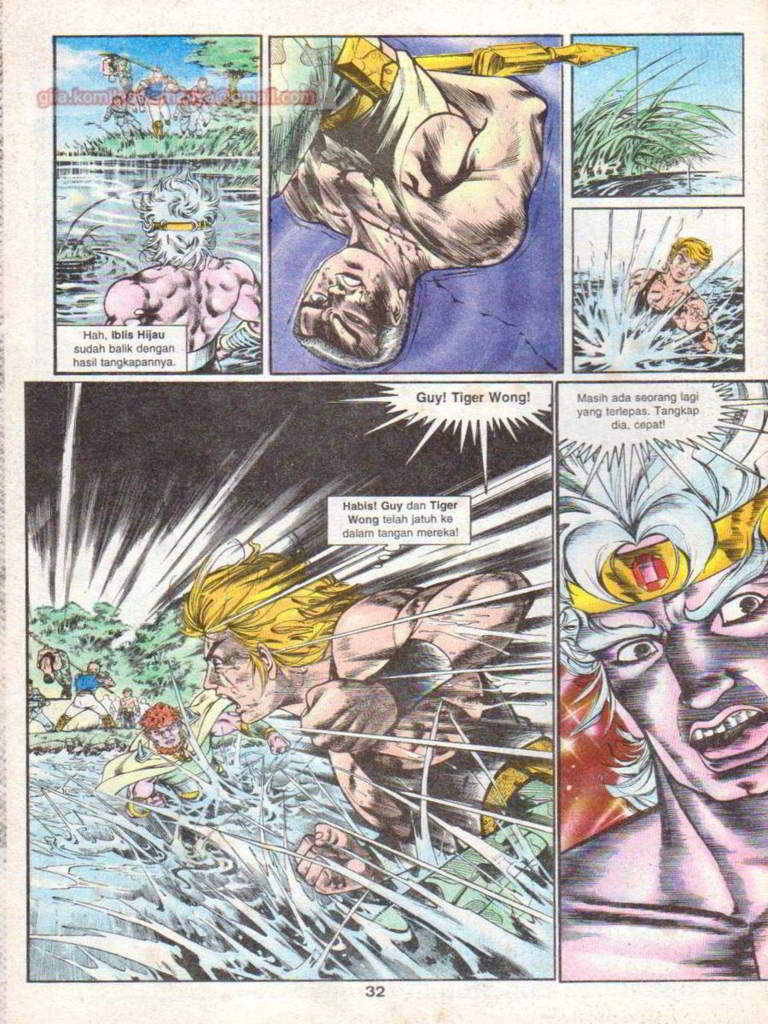 Hah, Iblis Hijau
sudah balik dengan
hasil tangkapannya.
Guy! Tiger Wong!
Habis! Guy dan Tiger
Wong telah jatuh ke
dalam tangan mereka!
Masih ada seorang lagi
yang terlepas. Tangkap
dia, cepat!
32